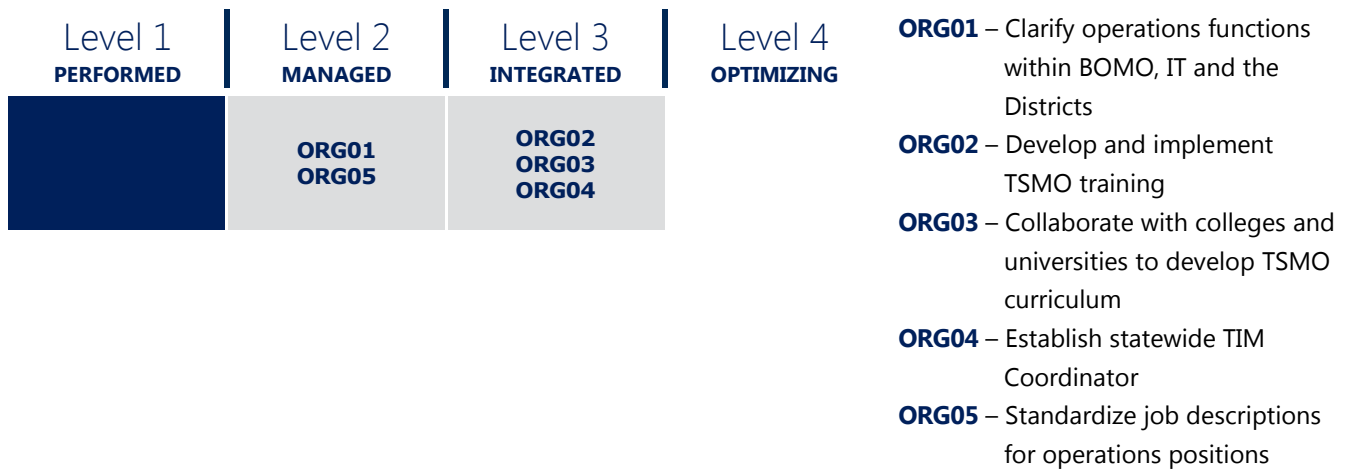 Level 1
PERFORMED
Level 2
MANAGED
Level 3
INTEGRATED
Level 4
OPTIMIZING
ORG01
ORG05
ORG02
ORG03
ORG04
ORG01 – Clarify operations functions
within BOMO, IT and the
Districts
ORG02 – Develop and implement
TSMO training
ORG03 – Collaborate with colleges and
universities to develop TSMO
curriculum
ORG04 – Establish statewide TIM
Coordinator
ORG05 – Standardize job descriptions
for operations positions